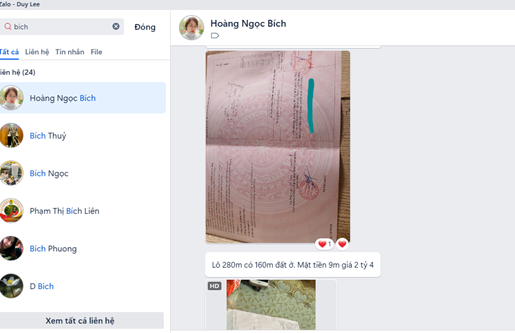 Zalo - Duy Lee
bich
Đóng
Tất cả
Liên hệ
Tin nhắn
File
Liên hệ (24)
Hoàng Ngọc Bích
Bích Thuỷ
Bích Ngọc
Phạm Thị Bích Liên
Bích Phuong
D Bich
Xem tất cả liên hệ
Hoàng Ngọc Bích
1
Lô 280m có 160m đất ở. Mặt tiền 9m giá 2 tỷ 4
HD